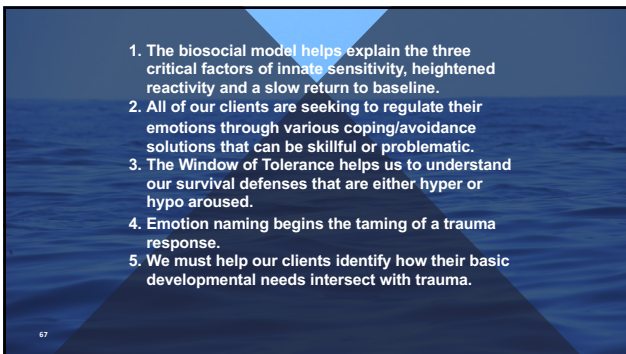 1. The biosocial model helps explain the three
critical factors of innate sensitivity, heightened
reactivity and a slow return to baseline.
2. All of our clients are seeking to regulate their
emotions through various coping/avoidance
solutions that can be skillful or problematic.
3. The Window of Tolerance helps us to understand
our survival defenses that are either hyper or
hypo aroused.
4. Emotion naming begins the taming of a trauma
response.
5. We must help our clients identify how their basic
developmental needs intersect with trauma.
67